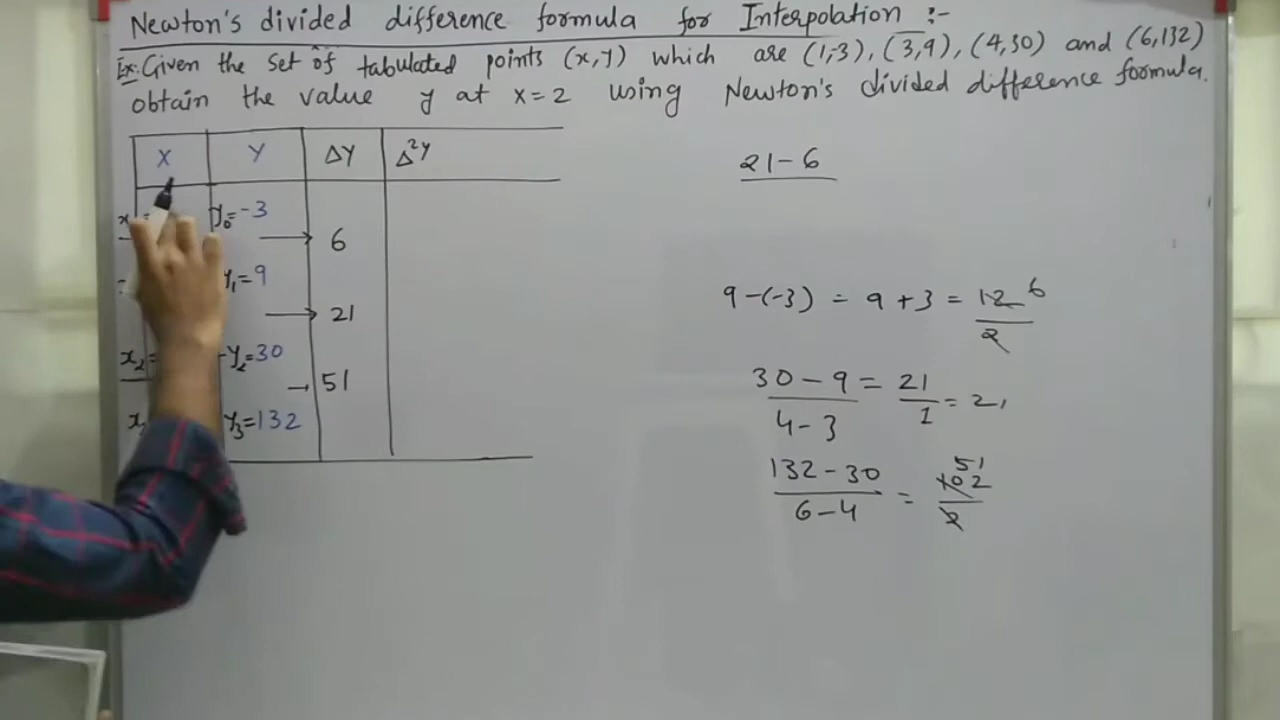 Newton's divided difference formula for Interpolation :-
Ex: Given the set of tabulated points (x, y) which are (1,-3), (3,9), (4,30) and (6,132)
obtain the value y at x = 2 using Newton's divided difference formula.
X Y ΔY Δ²Y
21-6
x y₀=-3
6
y₁=9
9-(-3) = 9+3 = 12 6
2
21
x₂= y₂=30
30-9 = 21
4-3 1 = 21
51
x y₃=132
132-30 = 102 51
6-4 2